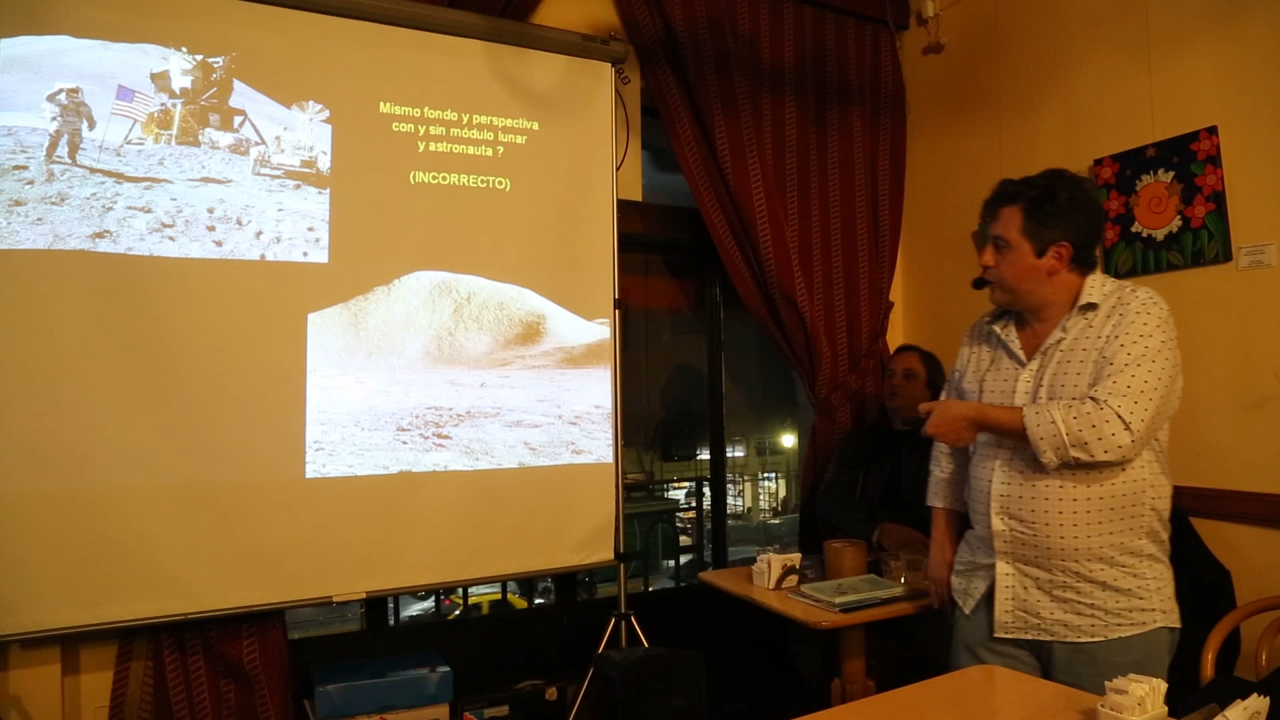 Mismo fondo y perspectiva
con y sin módulo lunar
y astronauta ?
(INCORRECTO)